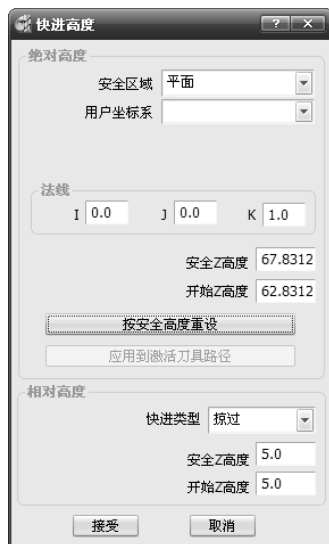 快进高度
绝对高度
安全区域 平面
用户坐标系
法线
I 0.0 J 0.0 K 1.0
安全Z高度 67.8312
开始Z高度 62.8312
按安全高度重设
应用到激活刀具路径
相对高度
快进类型 掠过
安全Z高度 5.0
开始Z高度 5.0
接受 取消